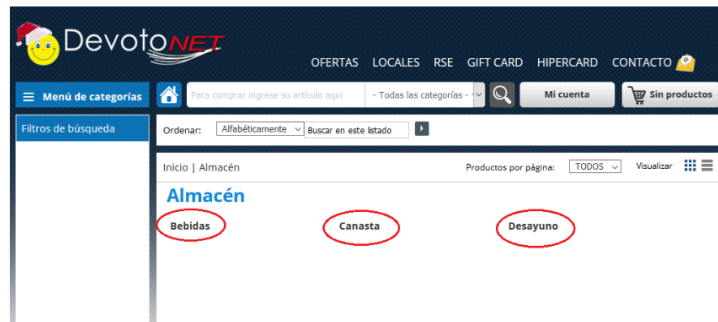 DevotoNET
OFERTAS LOCALES RSE GIFT CARD HIPERCARD CONTACTO
Menú de categorías Para comprar ingrese su artículo aquí - Todas las categorías - Mi cuenta Sin productos
Filtros de búsqueda Ordenar: Alfabéticamente Buscar en este listado
Inicio | Almacén Productos por página: TODOS Visualizar
Almacén
Bebidas Canasta Desayuno